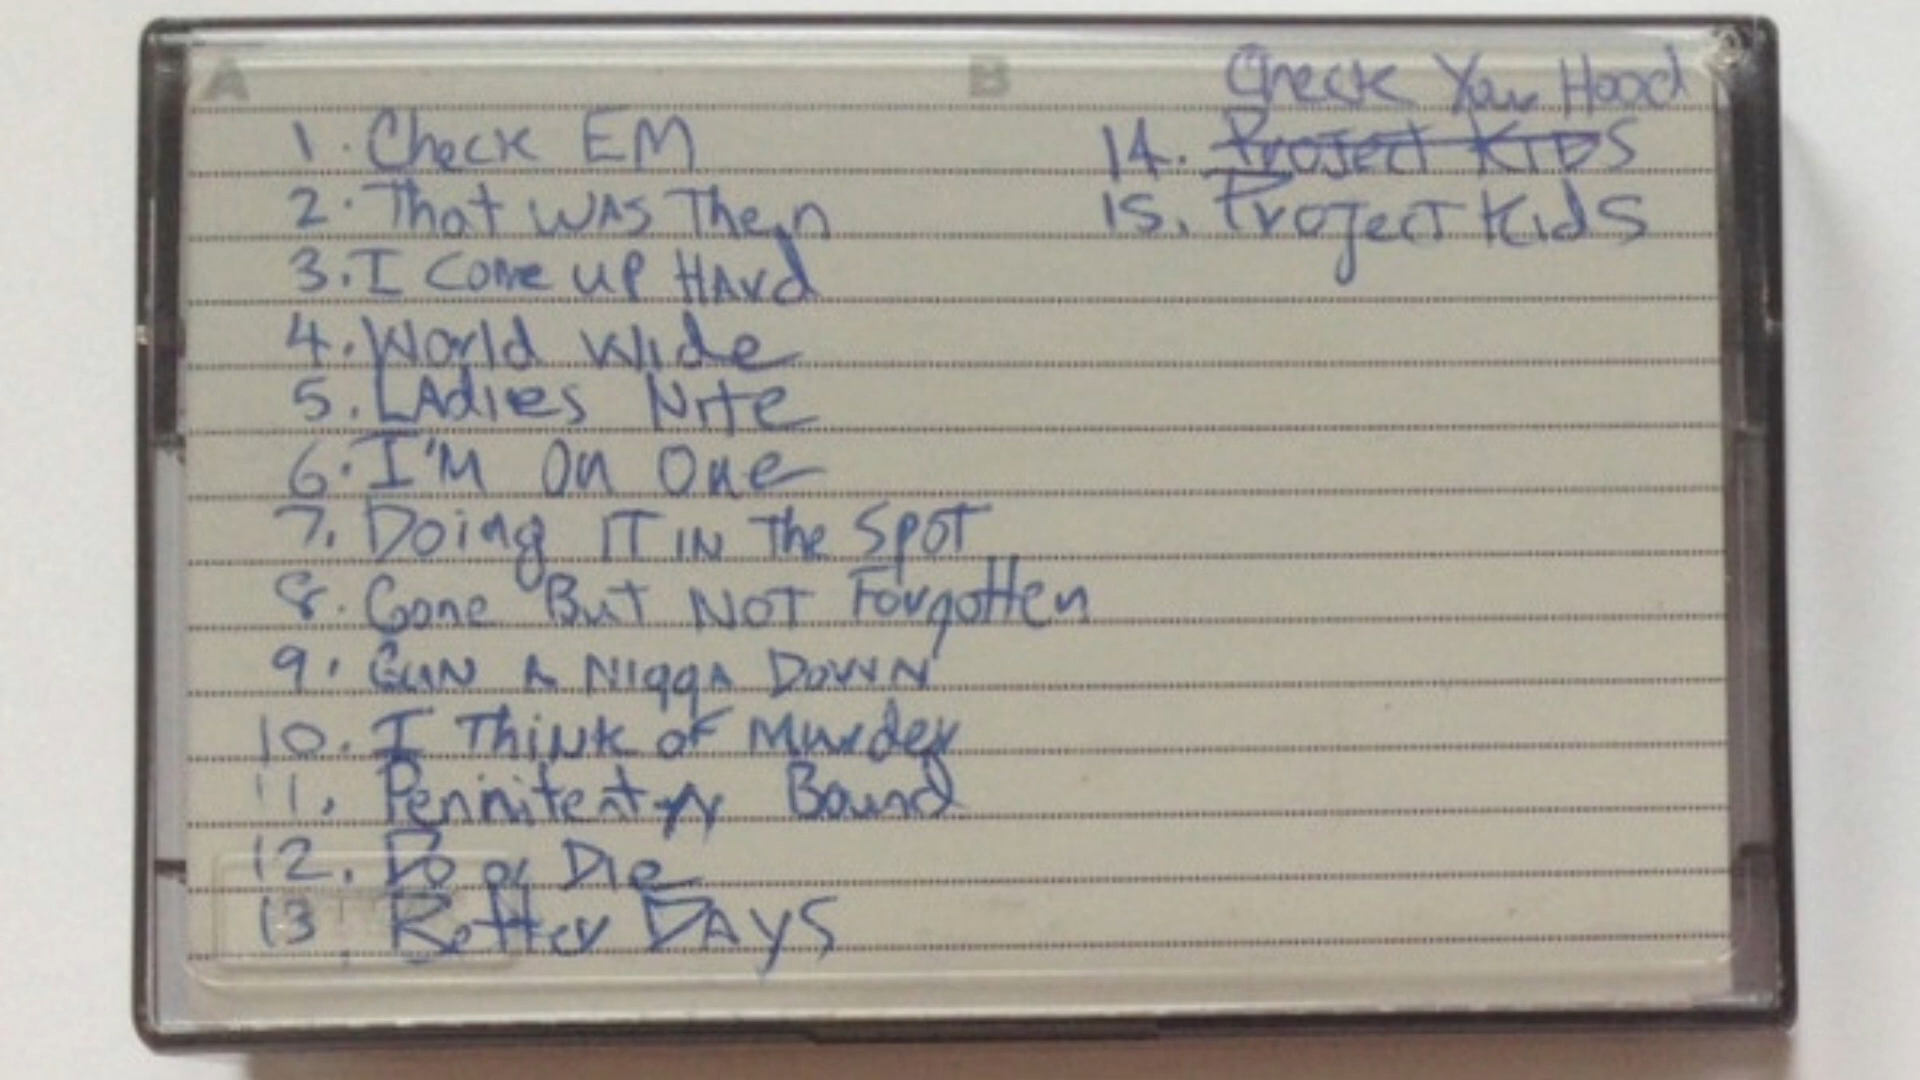 A
1. Check EM
2. That WAS Then
3. I Come UP HArd
4. World Wide
5. LAdies Nite
6. I'M On One
7. Doing IT IN The SPOT
8. Gone But NOT Forgotten
9. GuN A NiggA DowN
10. I ThiNk oF Murder
11. Bound
12. Do or Die
13. Better DAYS
B
Check Your Hood
14. Project KIDS
15. Project Kids